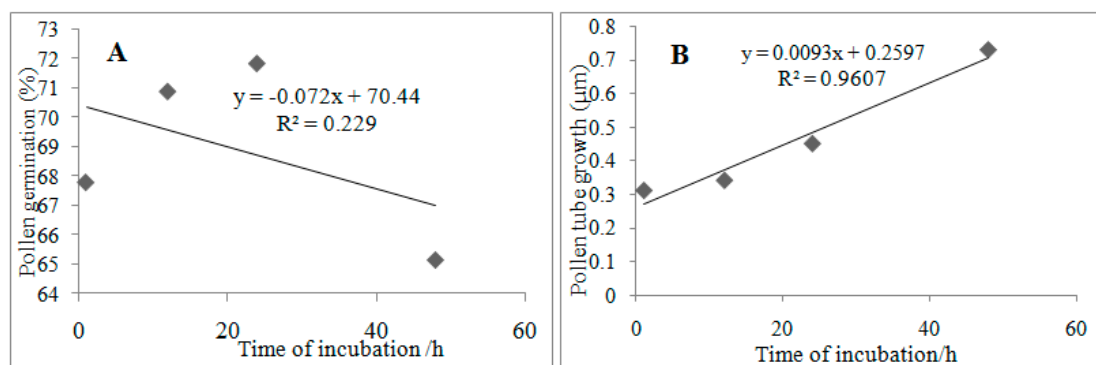 A
Pollen germination (%)
73
72
71
70
69
68
67
66
65
64
y = -0.072x + 70.44
R² = 0.229
0 20 40 60
Time of incubation /h
B
Pollen tube growth (µm)
0.8
0.7
0.6
0.5
0.4
0.3
0.2
0.1
0
y = 0.0093x + 0.2597
R² = 0.9607
0 20 40 60
Time of incubation/h